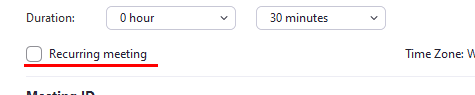 Duration: 0 hour 30 minutes
Recurring meeting Time Zone: